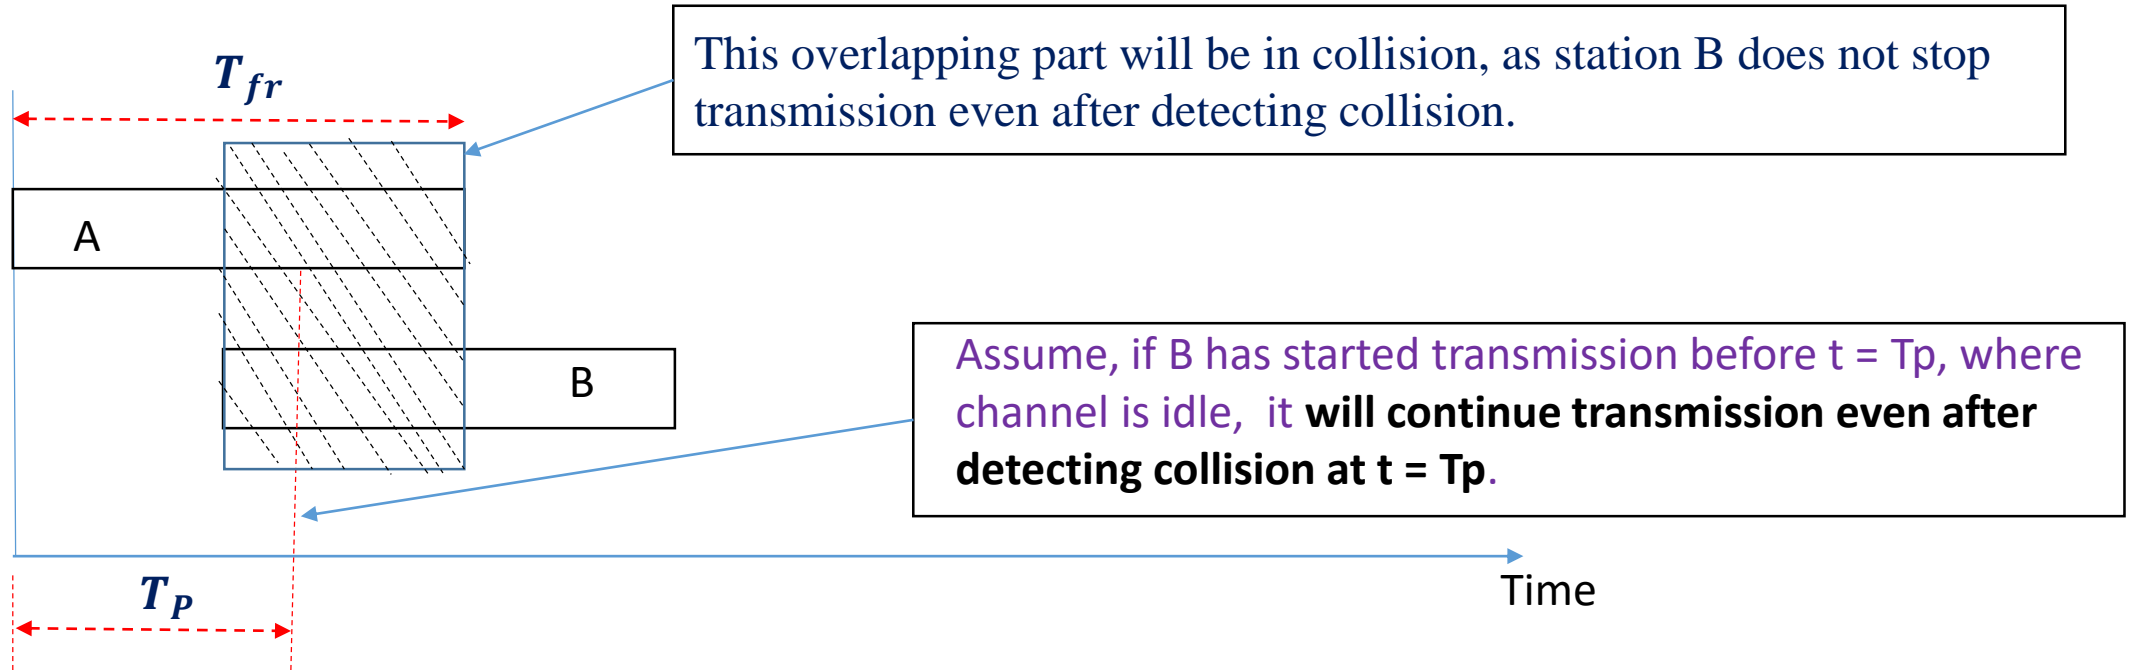 This overlapping part will be in collision, as station B does not stop
transmission even after detecting collision.
T_fr
A
Assume, if B has started transmission before t = Tp, where
channel is idle,  it will continue transmission even after
detecting collision at t = Tp.
B
T_P
Time